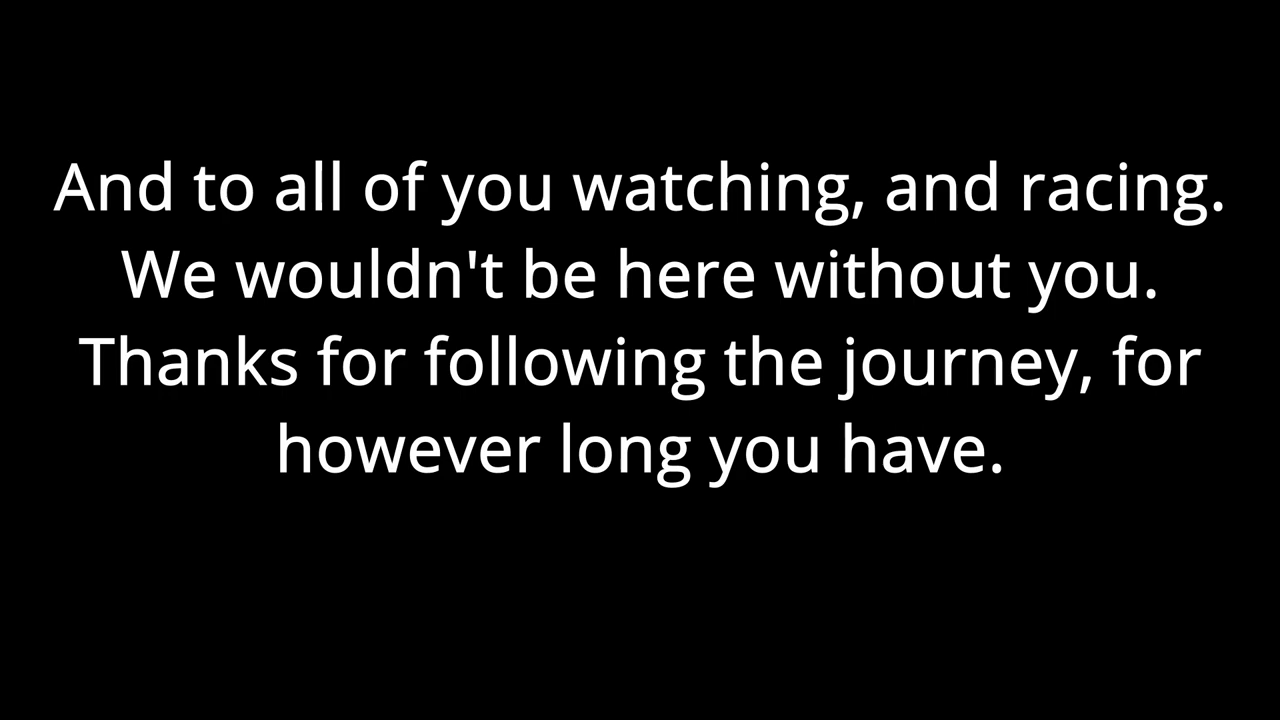 And to all of you watching, and racing.
We wouldn't be here without you.
Thanks for following the journey, for
however long you have.